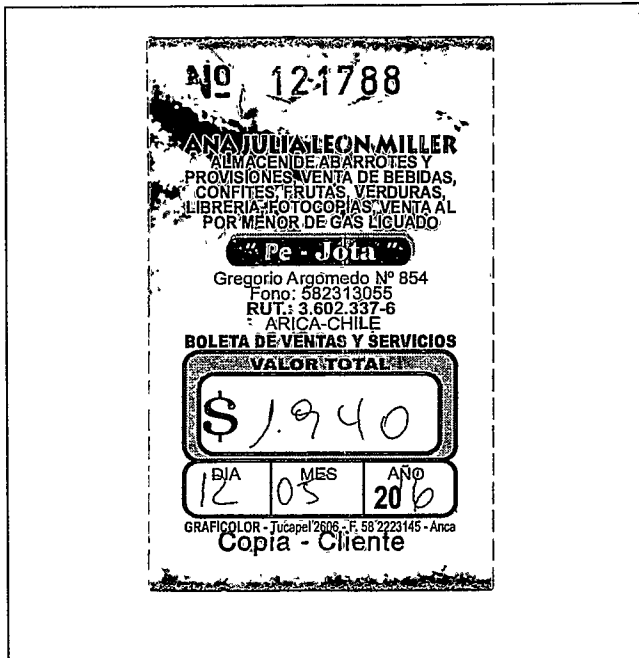 Nº 121788
ANA JULIA LEON MILLER
ALMACEN DE ABARROTES Y
PROVISIONES, VENTA DE BEBIDAS,
CONFITES, FRUTAS, VERDURAS,
LIBRERIA-FOTOCOPIAS, VENTA AL
POR MENOR DE GAS LICUADO
" Pe - Jota "
Gregorio Argomedo Nº 854
Fono: 582313055
RUT.: 3.602.337-6
ARICA-CHILE
BOLETA DE VENTAS Y SERVICIOS
VALOR TOTAL
$ 1.940
DIA MES AÑO
12 05 2016
GRAFICOLOR - Tucapel 2606 - F. 58 2223145 - Arica
Copia - Cliente